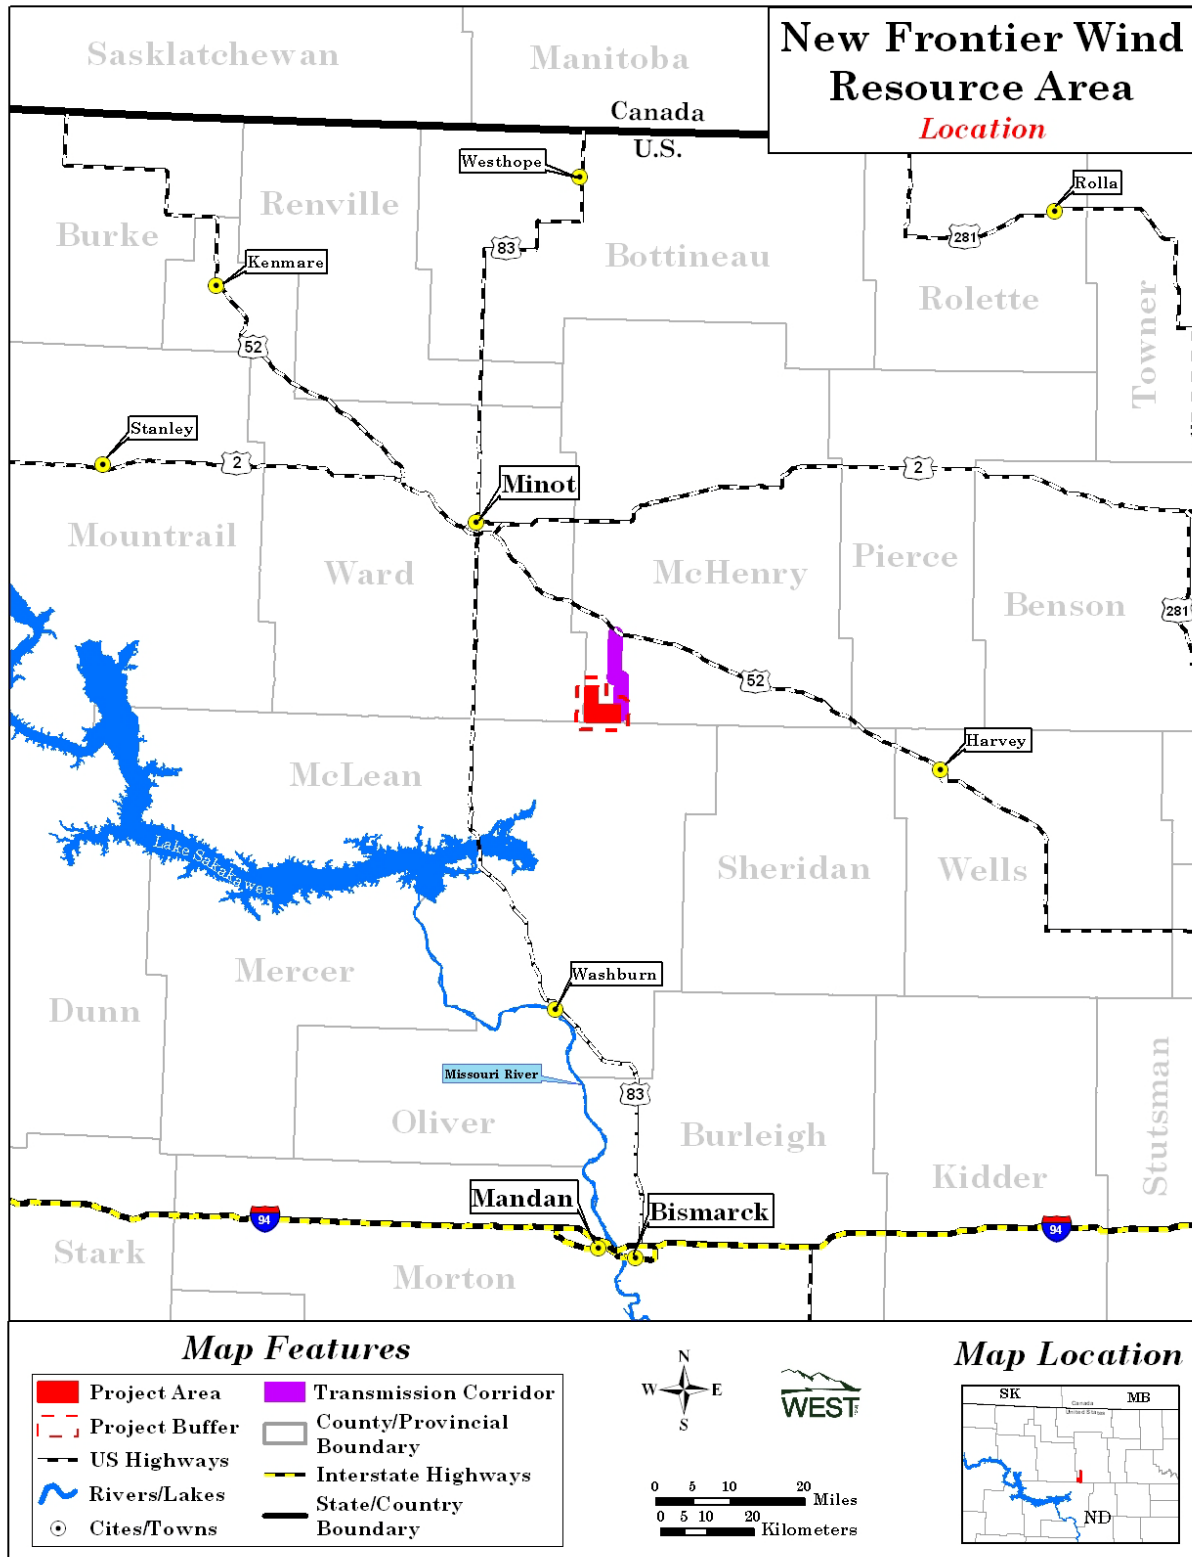 New Frontier Wind
Resource Area
Location
Sasklatchewan
Manitoba
Canada
U.S.
Westhope
Rolla
Renville
Burke
83
281
Bottineau
Kenmare
Rolette
Towner
52
Stanley
2
2
Minot
Mountrail
Ward
McHenry
Pierce
Benson
281
52
Harvey
McLean
Lake Sakakawea
Sheridan
Wells
Mercer
Washburn
Dunn
Missouri River
83
Oliver
Burleigh
Stutsman
Kidder
Mandan
Bismarck
94
94
Stark
Morton
Map Features
Project Area
Transmission Corridor
Project Buffer
County/Provincial
Boundary
US Highways
Interstate Highways
Rivers/Lakes
State/Country
Boundary
Cites/Towns
N
W E
S
WEST
0 5 10 20
Miles
0 5 10 20
Kilometers
Map Location
SK
MB
Canada
United States
ND